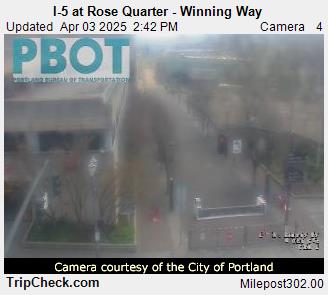 I-5 at Rose Quarter - Winning Way
Updated Apr 03 2025 2:42 PM Camera 4
PBOT
PORTLAND BUREAU OF TRANSPORTATION
Camera courtesy of the City of Portland
TripCheck.com Milepost302.00